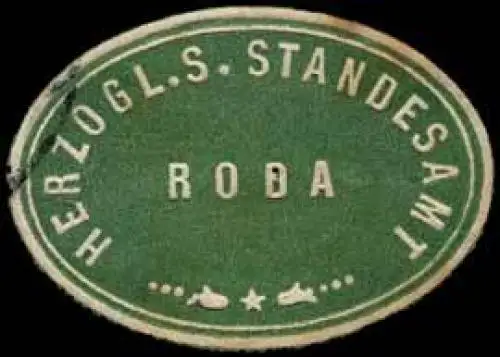 HERZOGL. S. STANDESAMT
RODA